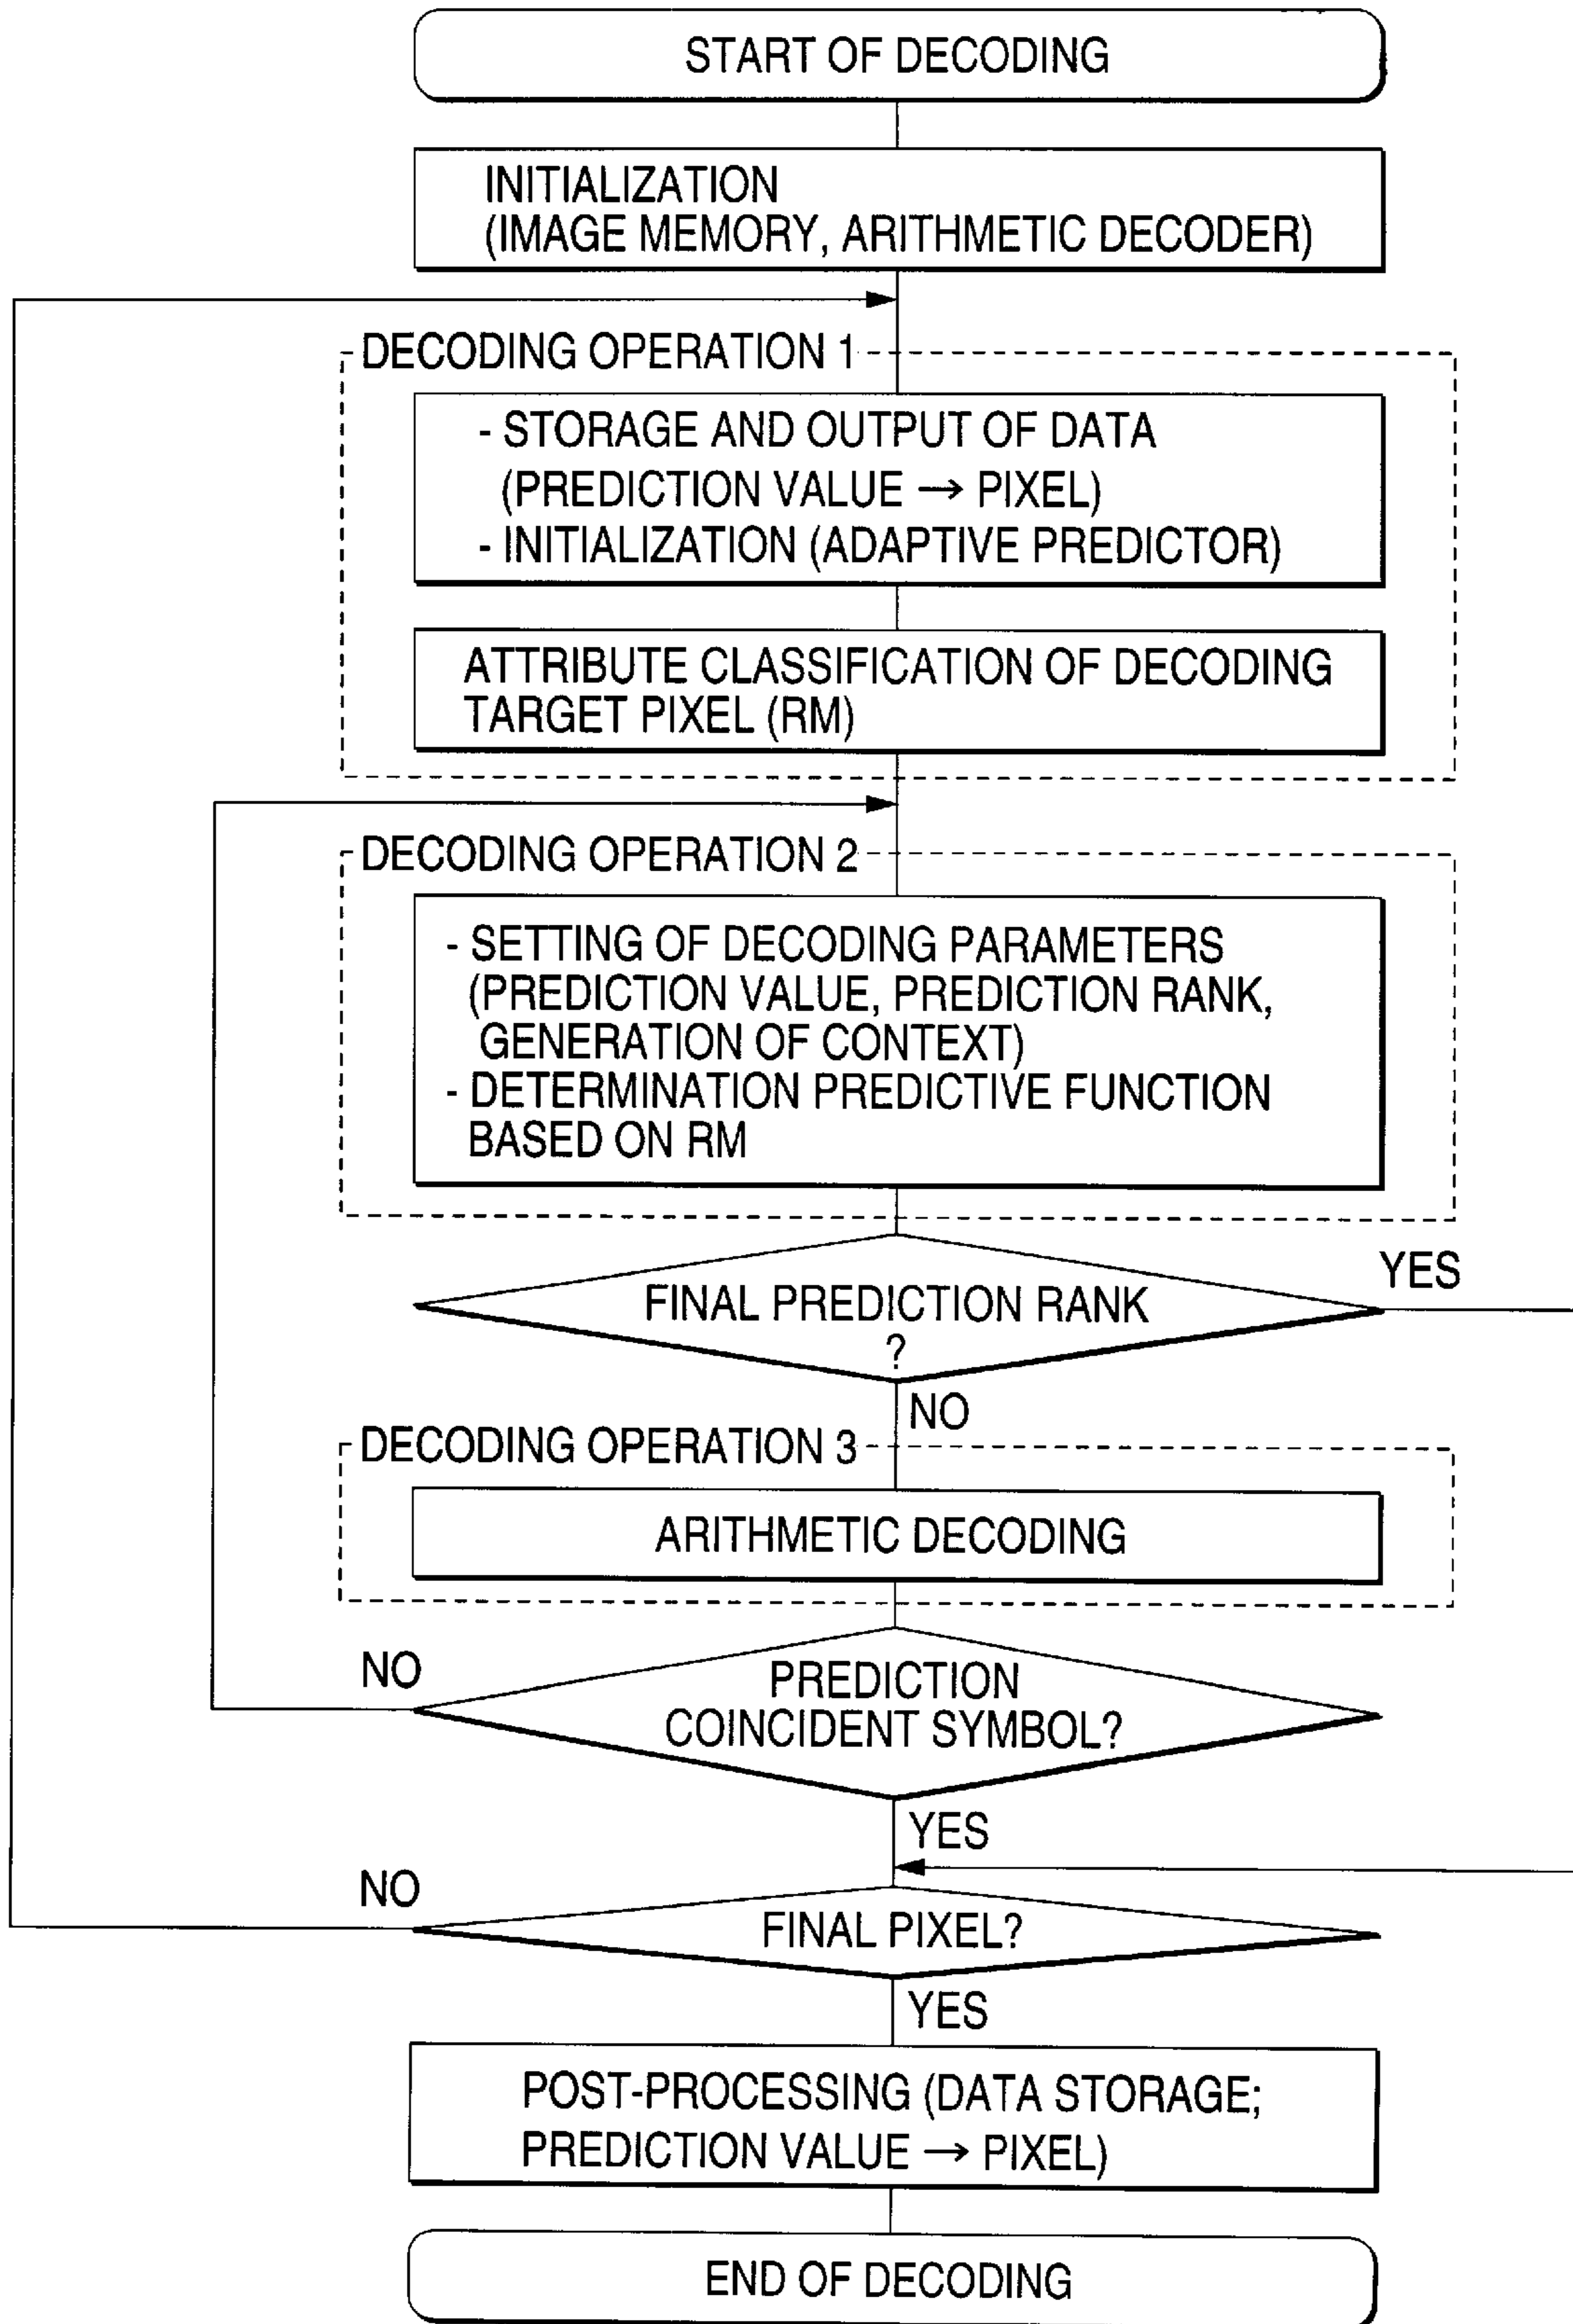 START OF DECODING
INITIALIZATION
(IMAGE MEMORY, ARITHMETIC DECODER)
DECODING OPERATION 1
- STORAGE AND OUTPUT OF DATA
(PREDICTION VALUE → PIXEL)
- INITIALIZATION (ADAPTIVE PREDICTOR)
ATTRIBUTE CLASSIFICATION OF DECODING
TARGET PIXEL (RM)
DECODING OPERATION 2
- SETTING OF DECODING PARAMETERS
(PREDICTION VALUE, PREDICTION RANK,
GENERATION OF CONTEXT)
- DETERMINATION PREDICTIVE FUNCTION
BASED ON RM
YES
FINAL PREDICTION RANK
?
NO
DECODING OPERATION 3
ARITHMETIC DECODING
NO
PREDICTION
COINCIDENT SYMBOL?
YES
NO
FINAL PIXEL?
YES
POST-PROCESSING (DATA STORAGE;
PREDICTION VALUE → PIXEL)
END OF DECODING